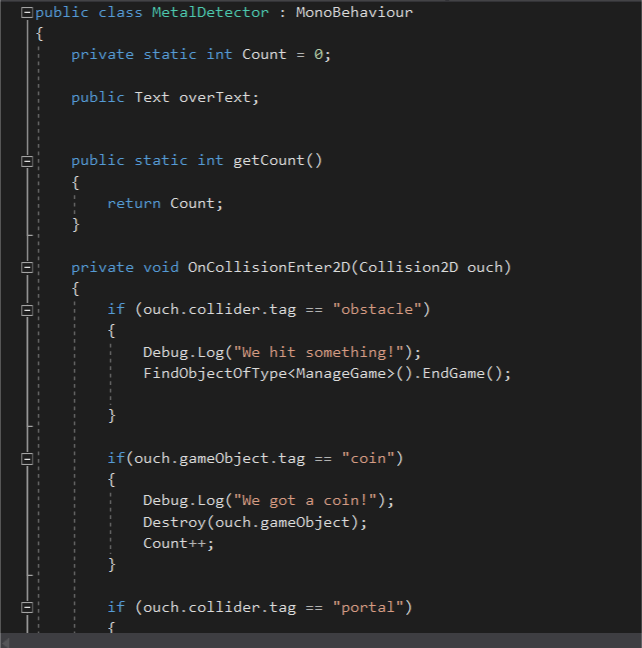 public class MetalDetector : MonoBehaviour
{
private static int Count = 0;
public Text overText;
public static int getCount()
{
return Count;
}
private void OnCollisionEnter2D(Collision2D ouch)
{
if (ouch.collider.tag == "obstacle")
{
Debug.Log("We hit something!");
FindObjectOfType<ManageGame>().EndGame();
}
if(ouch.gameObject.tag == "coin")
{
Debug.Log("We got a coin!");
Destroy(ouch.gameObject);
Count++;
}
if (ouch.collider.tag == "portal")
{